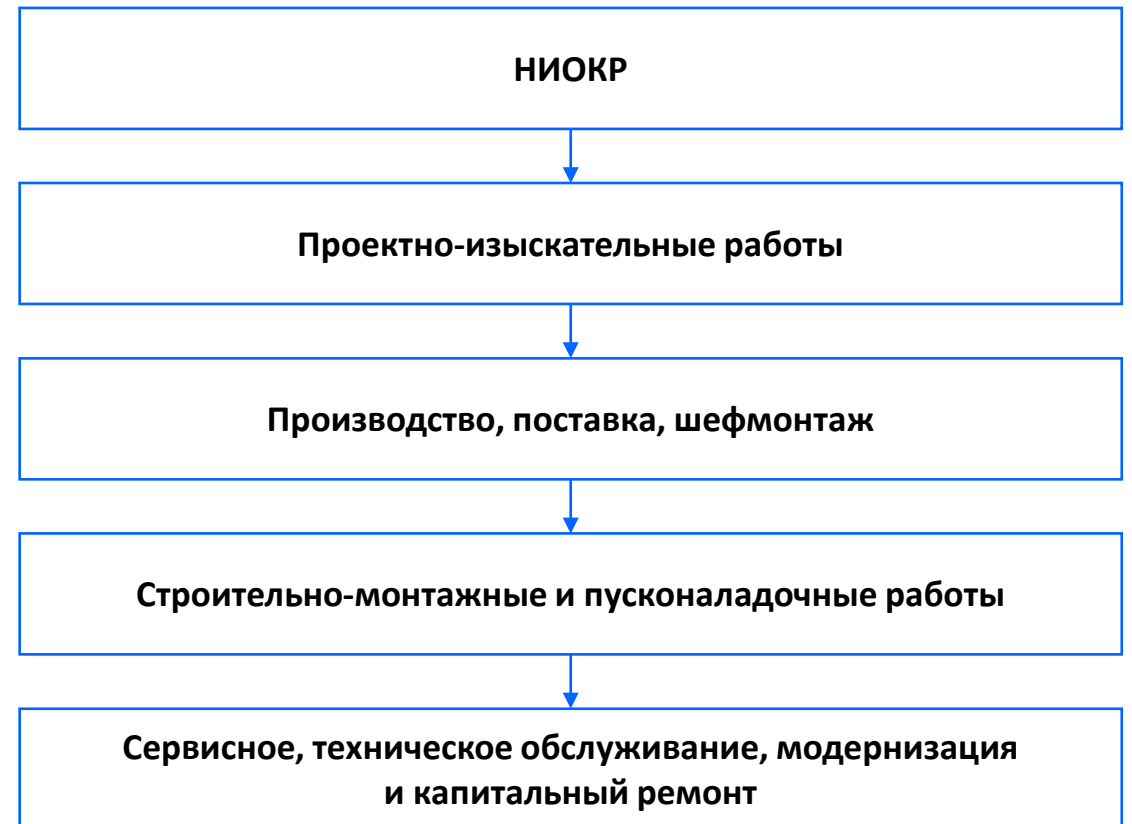 НИОКР
Проектно-изыскательные работы
Производство, поставка, шефмонтаж
Строительно-монтажные и пусконаладочные работы
Сервисное, техническое обслуживание, модернизация
и капитальный ремонт